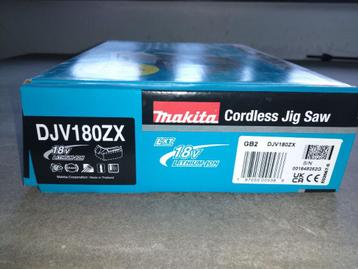 makita Cordless Jig Saw
DJV180ZX
18V
LITHIUM-ION
LXT
18V
LITHIUM-ION
GB2 DJV180ZX
S/N
Makita Corporation
Made in Thailand
UK
CA
CE